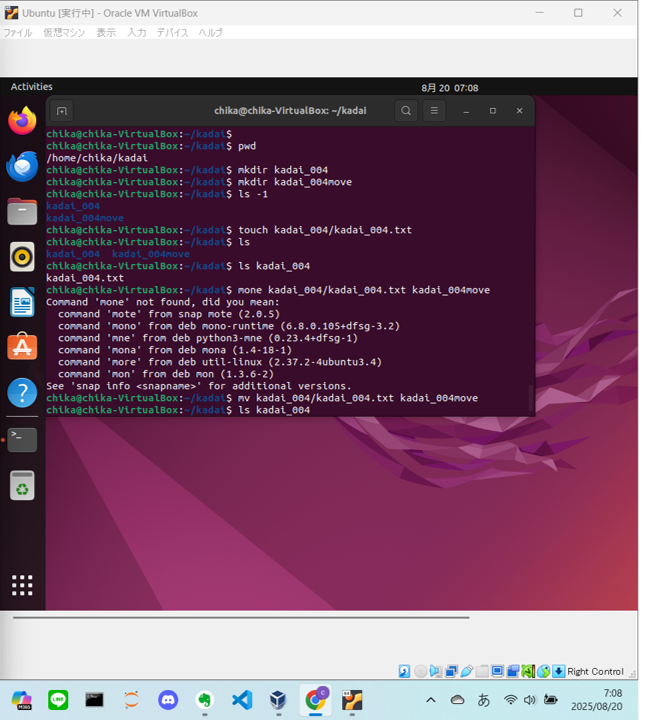 Ubuntu [実行中] - Oracle VM VirtualBox
ファイル 仮想マシン 表示 入力 デバイス ヘルプ
Activities
8月 20 07:08
chika@chika-VirtualBox: ~/kadai
chika@chika-VirtualBox:~/kadai$
chika@chika-VirtualBox:~/kadai$ pwd
/home/chika/kadai
chika@chika-VirtualBox:~/kadai$ mkdir kadai_004
chika@chika-VirtualBox:~/kadai$ mkdir kadai_004move
chika@chika-VirtualBox:~/kadai$ ls -1
kadai_004
kadai_004move
chika@chika-VirtualBox:~/kadai$ touch kadai_004/kadai_004.txt
chika@chika-VirtualBox:~/kadai$ ls
kadai_004  kadai_004move
chika@chika-VirtualBox:~/kadai$ ls kadai_004
kadai_004.txt
chika@chika-VirtualBox:~/kadai$ mone kadai_004/kadai_004.txt kadai_004move
Command 'mone' not found, did you mean:
  command 'mote' from snap mote (2.0.5)
  command 'mono' from deb mono-runtime (6.8.0.105+dfsg-3.2)
  command 'mne' from deb python3-mne (0.23.4+dfsg-1)
  command 'mona' from deb mona (1.4-18-1)
  command 'more' from deb util-linux (2.37.2-4ubuntu3.4)
  command 'mon' from deb mon (1.3.6-2)
See 'snap info <snapname>' for additional versions.
chika@chika-VirtualBox:~/kadai$ mv kadai_004/kadai_004.txt kadai_004move
chika@chika-VirtualBox:~/kadai$ ls kadai_004
Right Control
M365
LINE
C
あ
7:08
2025/08/20